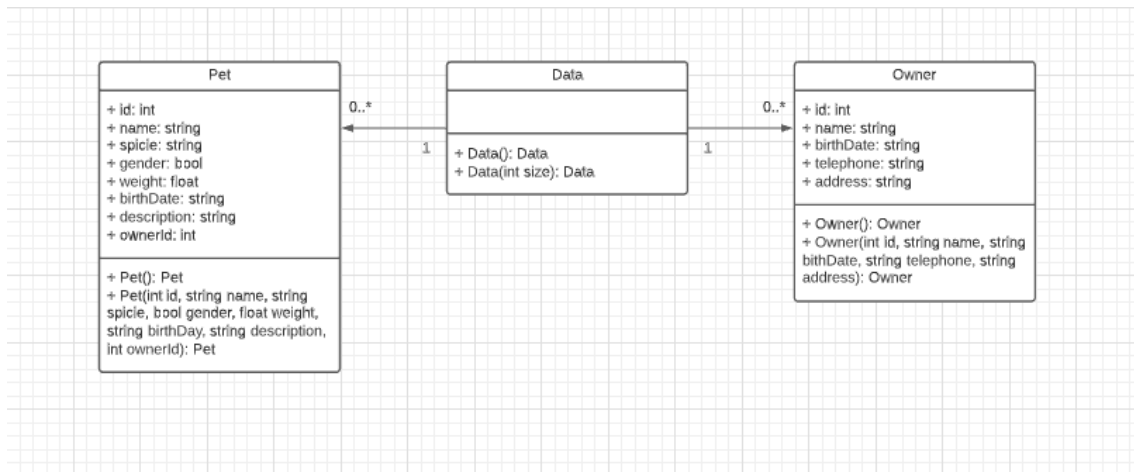 Pet
+ id: int
+ name: string
+ spicie: string
+ gender: bool
+ weight: float
+ birthDate: string
+ description: string
+ ownerId: int
+ Pet(): Pet
+ Pet(int id, string name, string
spicie, bool gender, float weight,
string birthDay, string description,
int ownerId): Pet
0..*
1
Data
+ Data(): Data
+ Data(int size): Data
0..*
1
Owner
+ id: int
+ name: string
+ birthDate: string
+ telephone: string
+ address: string
+ Owner(): Owner
+ Owner(int id, string name, string
bithDate, string telephone, string
address): Owner